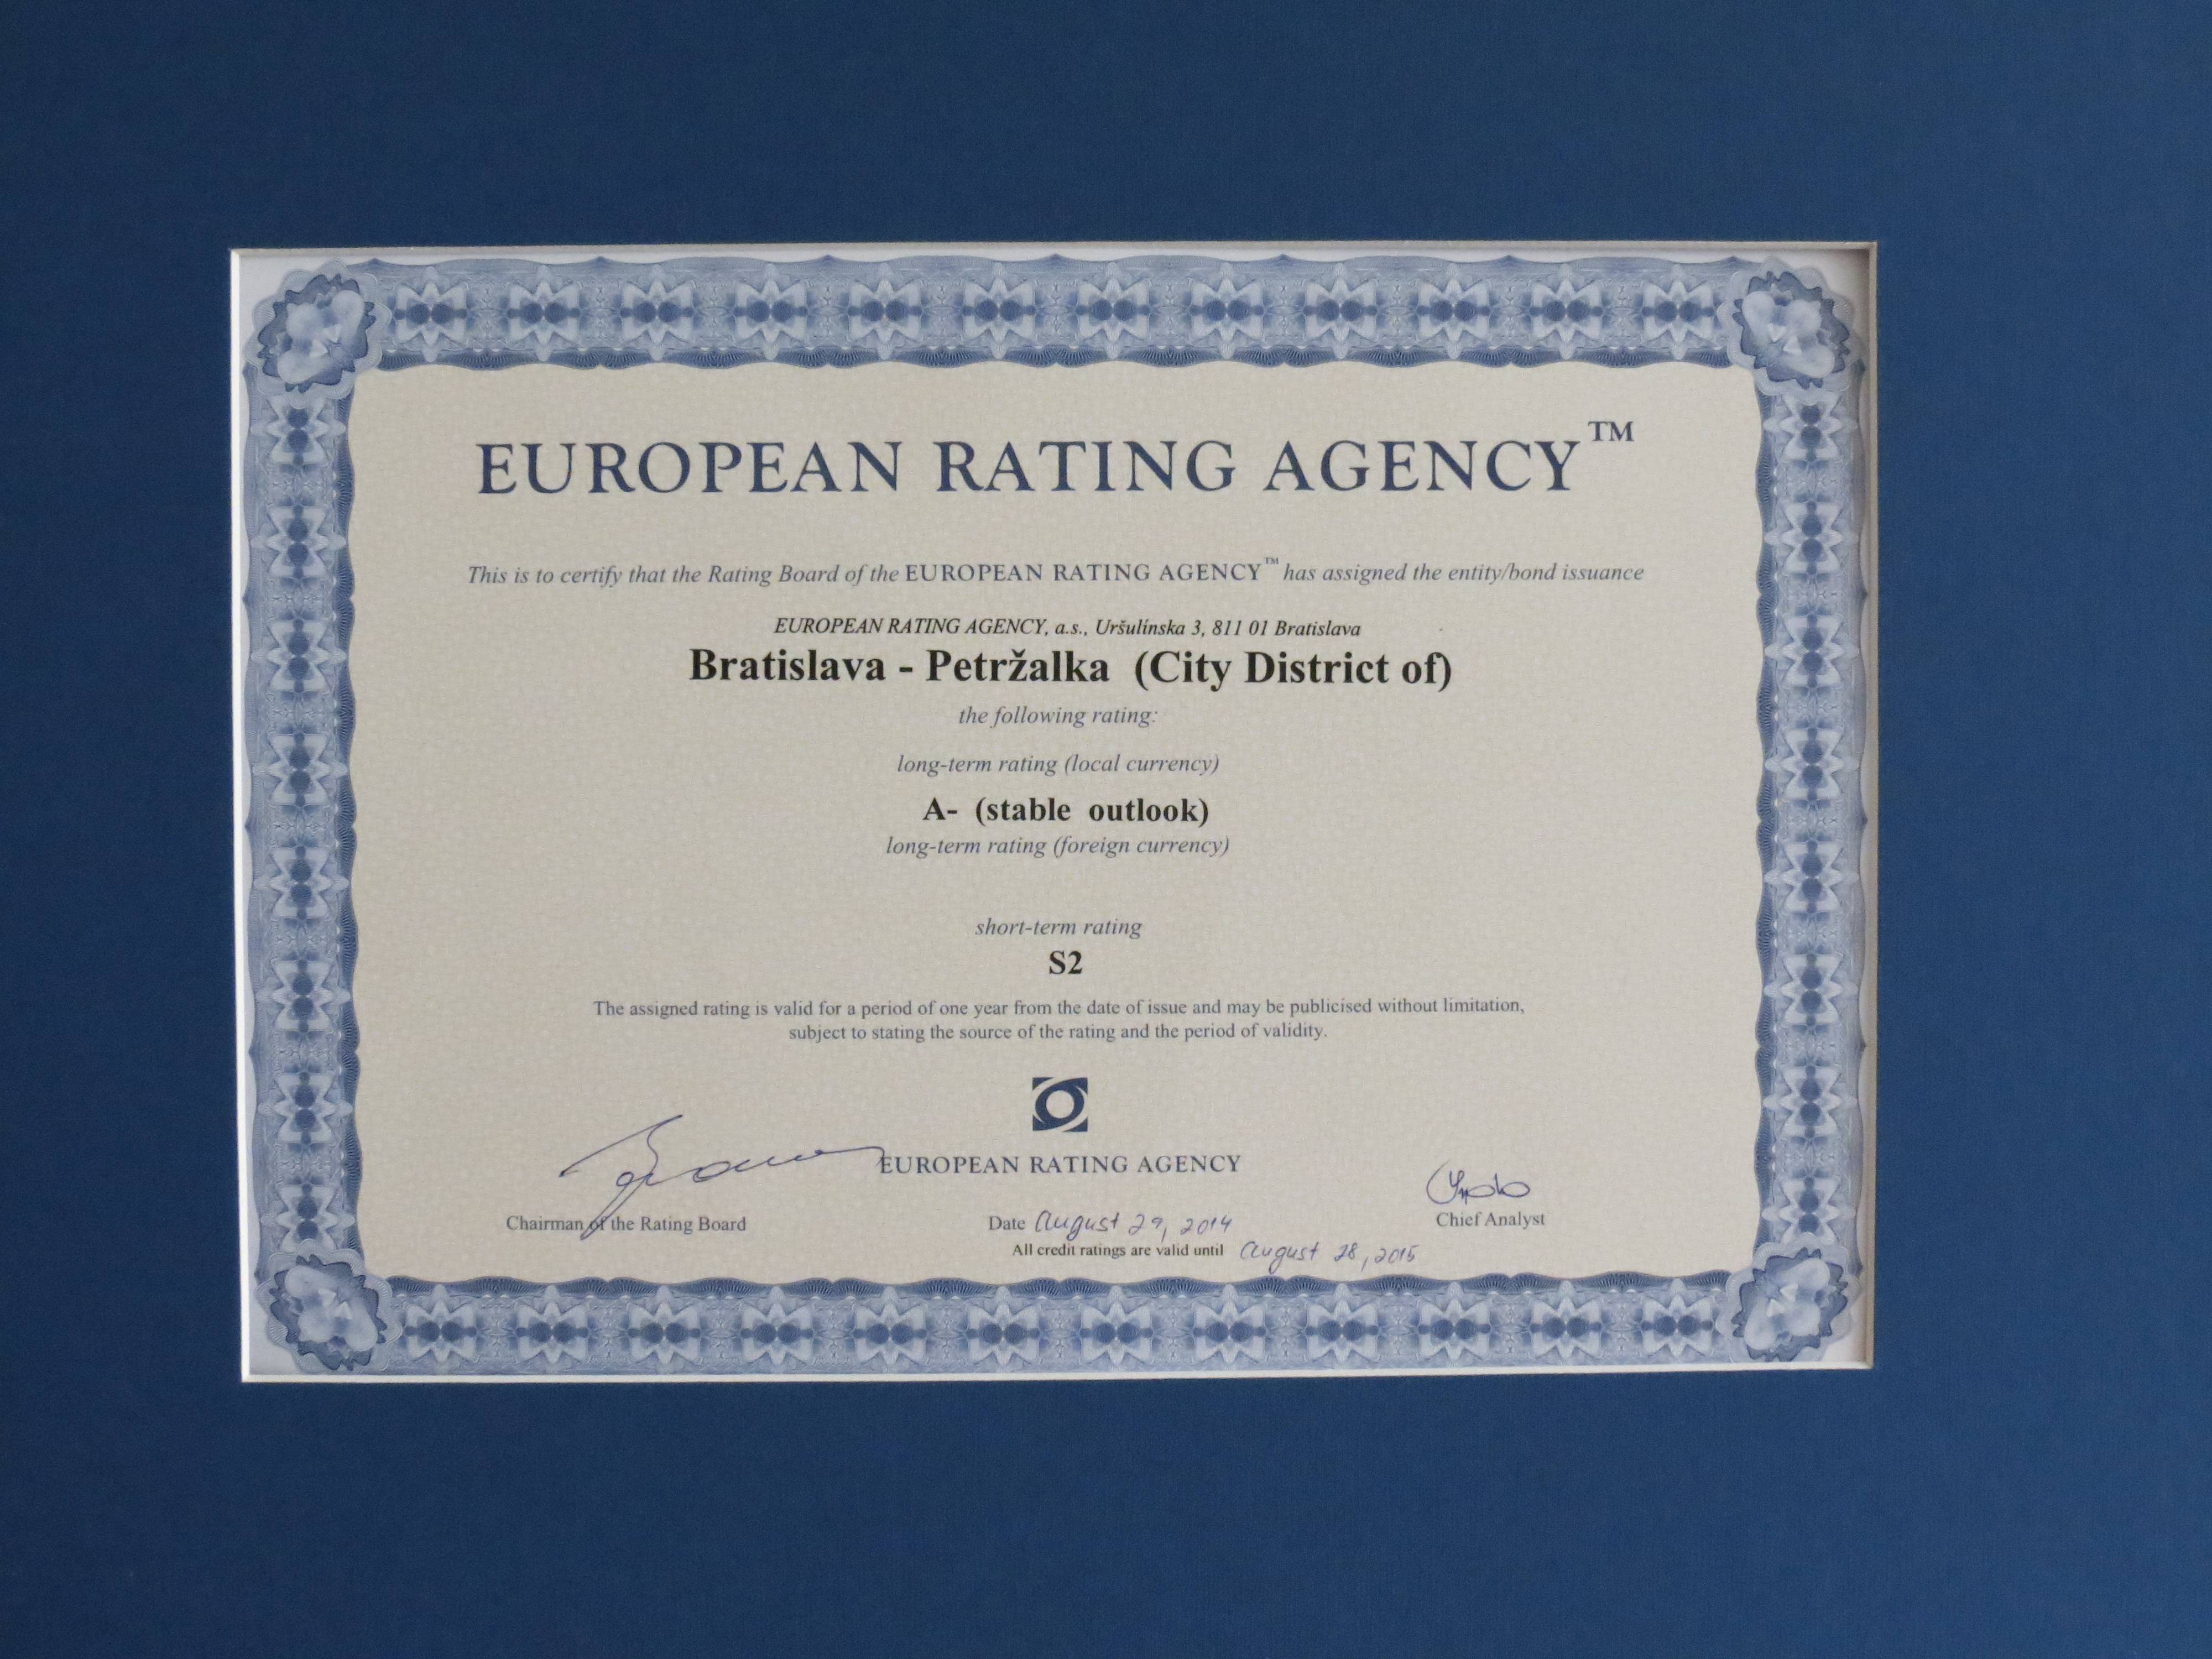 EUROPEAN RATING AGENCY™
This is to certify that the Rating Board of the EUROPEAN RATING AGENCY™ has assigned the entity/bond issuance
EUROPEAN RATING AGENCY, a.s., Uršulínska 3, 811 01 Bratislava
Bratislava - Petržalka (City District of)
the following rating:
long-term rating (local currency)
A- (stable outlook)
long-term rating (foreign currency)
short-term rating
S2
The assigned rating is valid for a period of one year from the date of issue and may be publicised without limitation,
subject to stating the source of the rating and the period of validity.
EUROPEAN RATING AGENCY
Chairman of the Rating Board
Date August 29, 2014
Chief Analyst
All credit ratings are valid until August 28, 2015